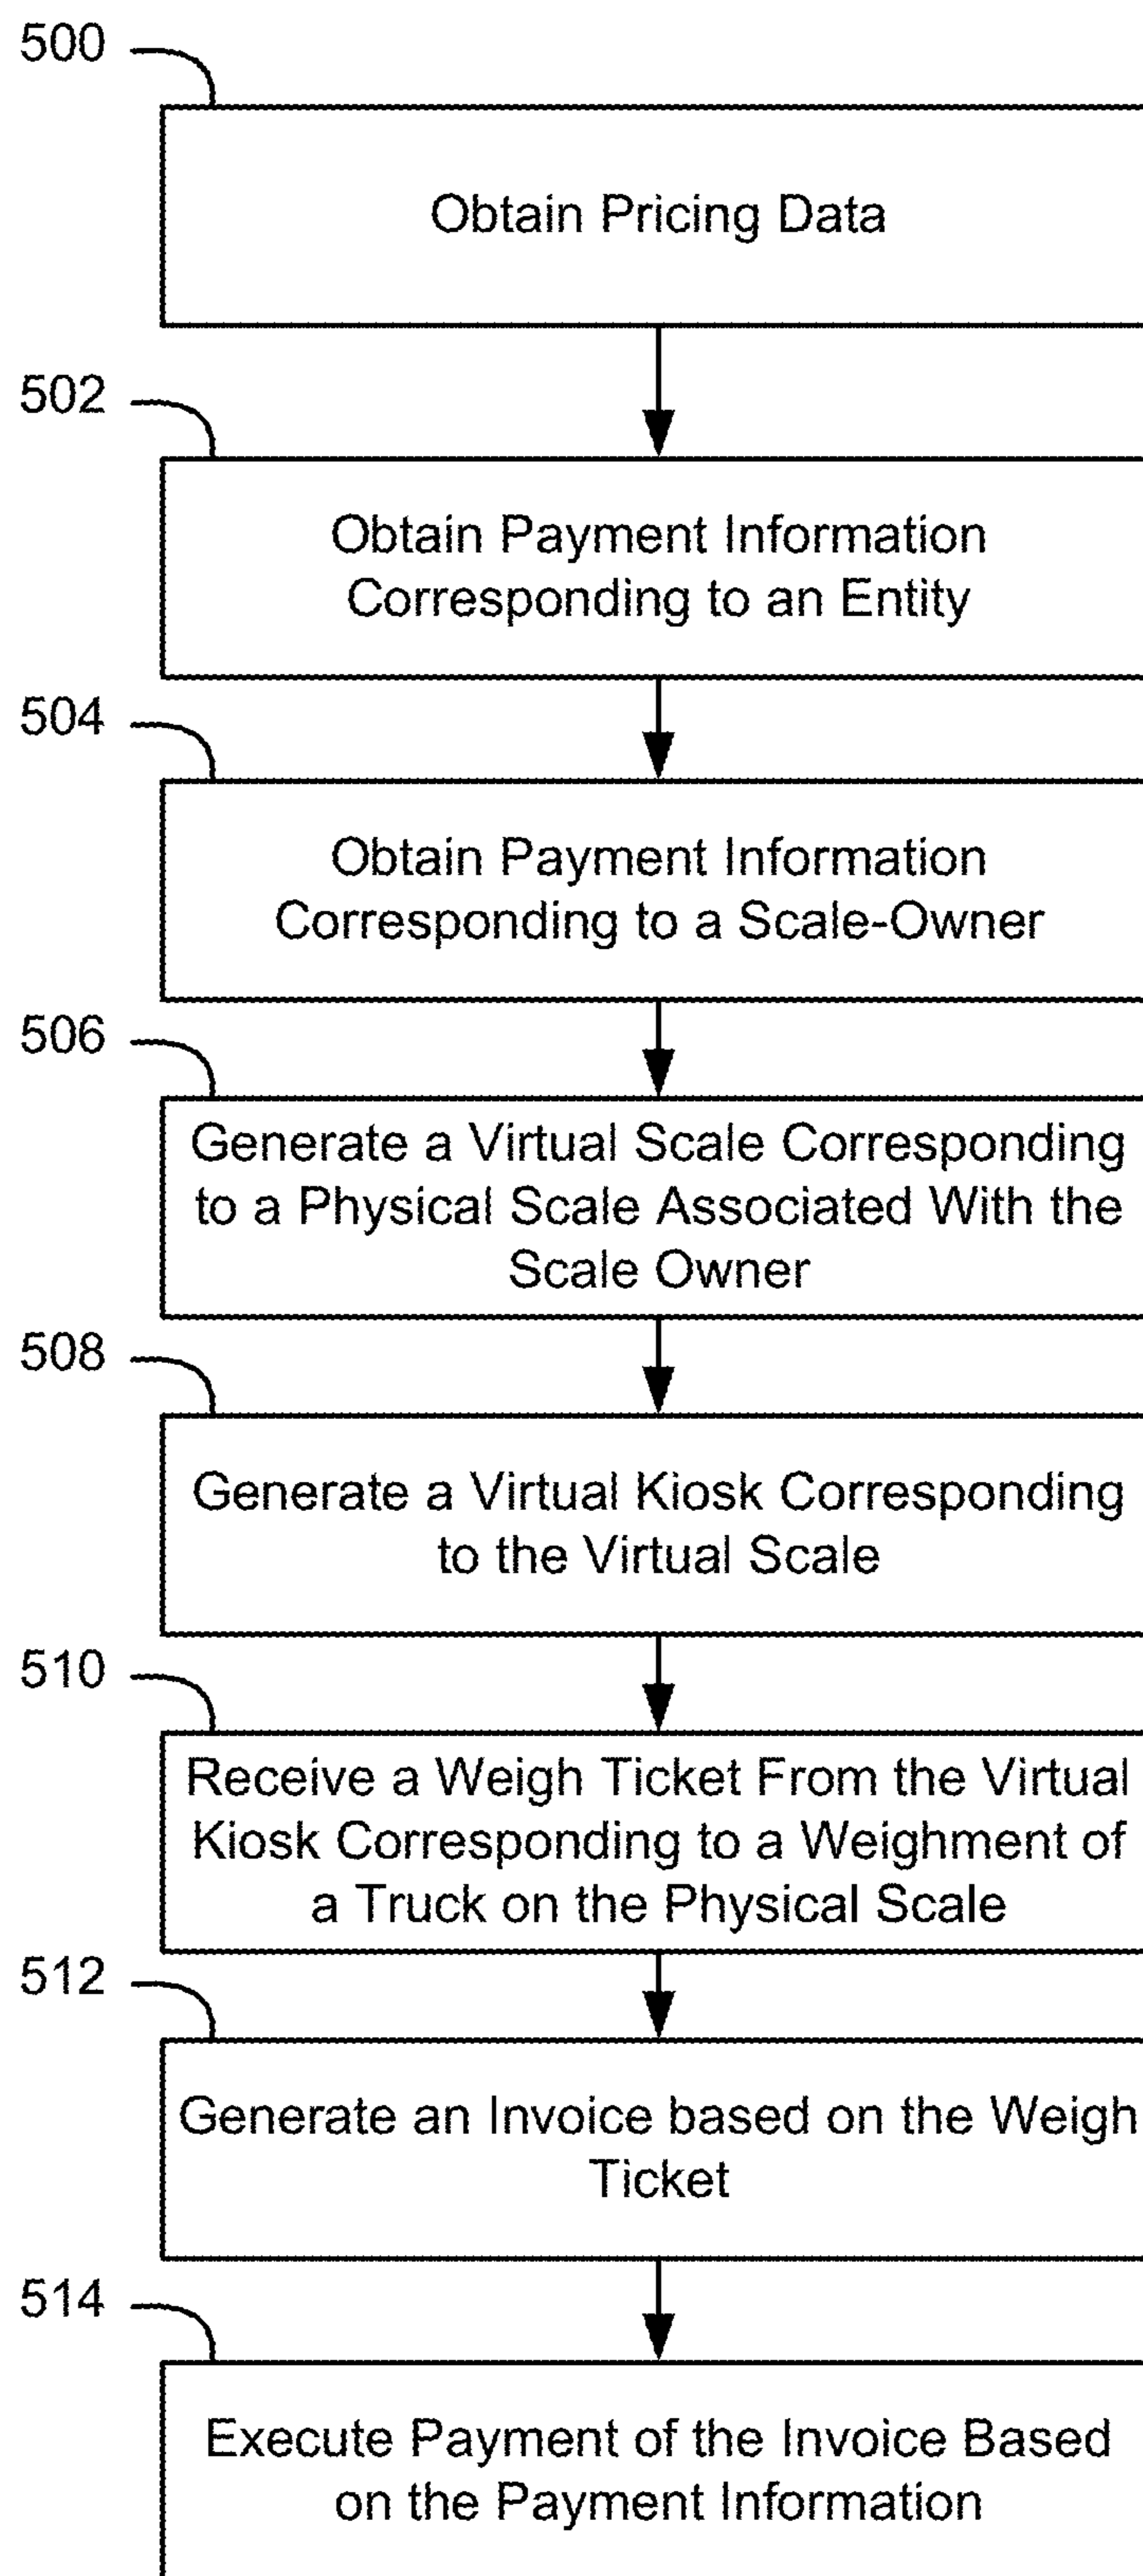 500
Obtain Pricing Data
502
Obtain Payment Information
Corresponding to an Entity
504
Obtain Payment Information
Corresponding to a Scale-Owner
506
Generate a Virtual Scale Corresponding
to a Physical Scale Associated With the
Scale Owner
508
Generate a Virtual Kiosk Corresponding
to the Virtual Scale
510
Receive a Weigh Ticket From the Virtual
Kiosk Corresponding to a Weighment of
a Truck on the Physical Scale
512
Generate an Invoice based on the Weigh
Ticket
514
Execute Payment of the Invoice Based
on the Payment Information